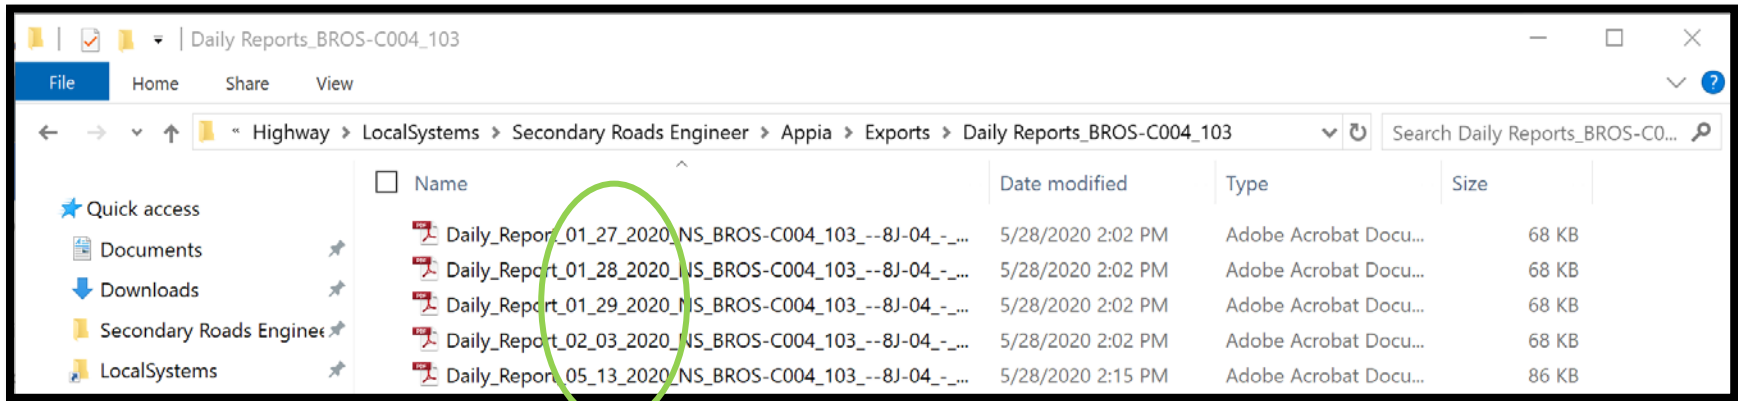 Daily Reports_BROS-C004_103
File Home Share View
« Highway > LocalSystems > Secondary Roads Engineer > Appia > Exports > Daily Reports_BROS-C004_103 Search Daily Reports_BROS-C0...
Name Date modified Type Size
Quick access
Documents
Downloads
Secondary Roads Enginee
LocalSystems
Daily_Report_01_27_2020_NS_BROS-C004_103_--8J-04_-_... 5/28/2020 2:02 PM Adobe Acrobat Docu... 68 KB
Daily_Report_01_28_2020_NS_BROS-C004_103_--8J-04_-_... 5/28/2020 2:02 PM Adobe Acrobat Docu... 68 KB
Daily_Report_01_29_2020_NS_BROS-C004_103_--8J-04_-_... 5/28/2020 2:02 PM Adobe Acrobat Docu... 68 KB
Daily_Report_02_03_2020_NS_BROS-C004_103_--8J-04_-_... 5/28/2020 2:02 PM Adobe Acrobat Docu... 68 KB
Daily_Report_05_13_2020_NS_BROS-C004_103_--8J-04_-_... 5/28/2020 2:15 PM Adobe Acrobat Docu... 86 KB